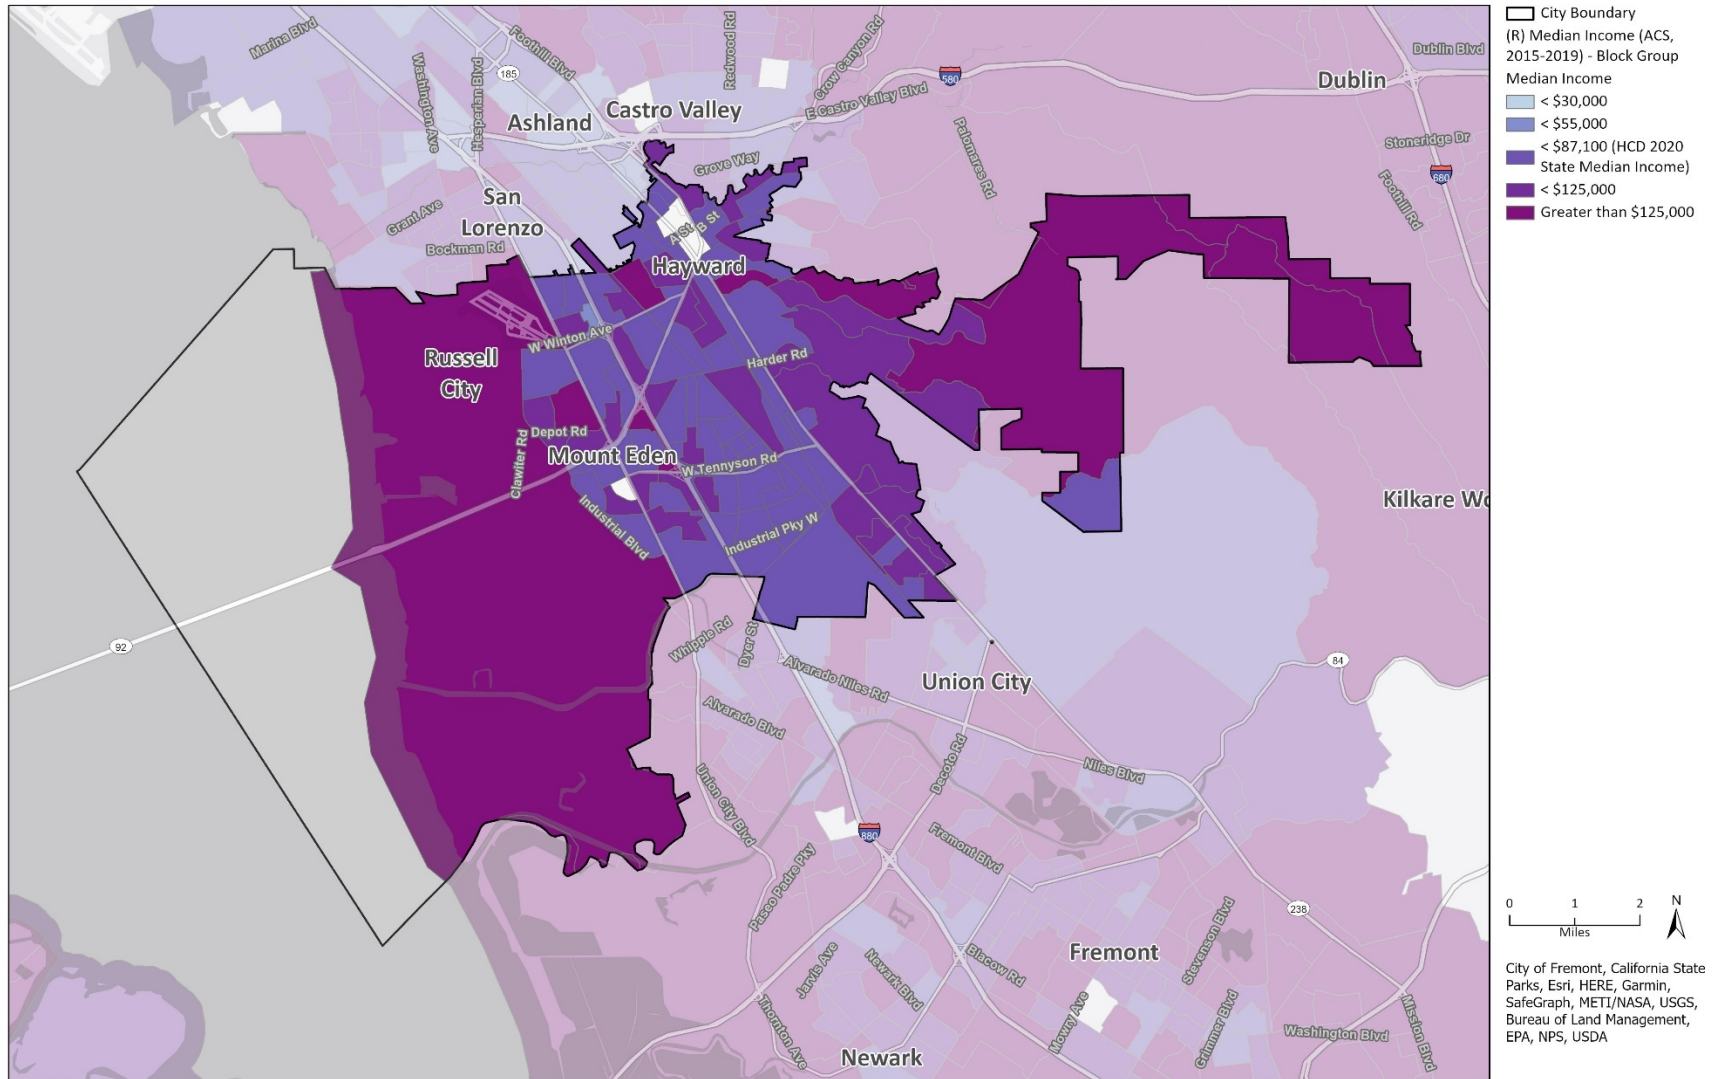 City Boundary
(R) Median Income (ACS,
2015-2019) - Block Group
Median Income
< $30,000
< $55,000
< $87,100 (HCD 2020
State Median Income)
< $125,000
Greater than $125,000
Marina Blvd
Washington Ave
Hesperian Blvd
185
Foothill Blvd
Redwood Rd
Crow Canyon Rd
580
E Castro Valley Blvd
Dublin Blvd
Dublin
Castro Valley
Ashland
Palomares Rd
Stoneridge Dr
680
Foothill Rd
Grove Way
San
Lorenzo
Grant Ave
Bockman Rd
A St
B St
Hayward
W Winton Ave
Russell
City
Harder Rd
Depot Rd
Clawiter Rd
Mount Eden
W Tennyson Rd
Kilkare Wo
Industrial Blvd
Industrial Pky W
92
Whipple Rd
Dyer St
84
Alvarado Niles Rd
Union City
Alvarado Blvd
Decoto Rd
Niles Blvd
Union City Blvd
880
Fremont Blvd
Paseo Padre Pky
238
Stevenson Blvd
Fremont
Jarvis Ave
Newark Blvd
Blacow Rd
Mowry Ave
Grimmer Blvd
Washington Blvd
Mission Blvd
Thornton Ave
Newark
0 1 2
Miles
N
City of Fremont, California State
Parks, Esri, HERE, Garmin,
SafeGraph, METI/NASA, USGS,
Bureau of Land Management,
EPA, NPS, USDA